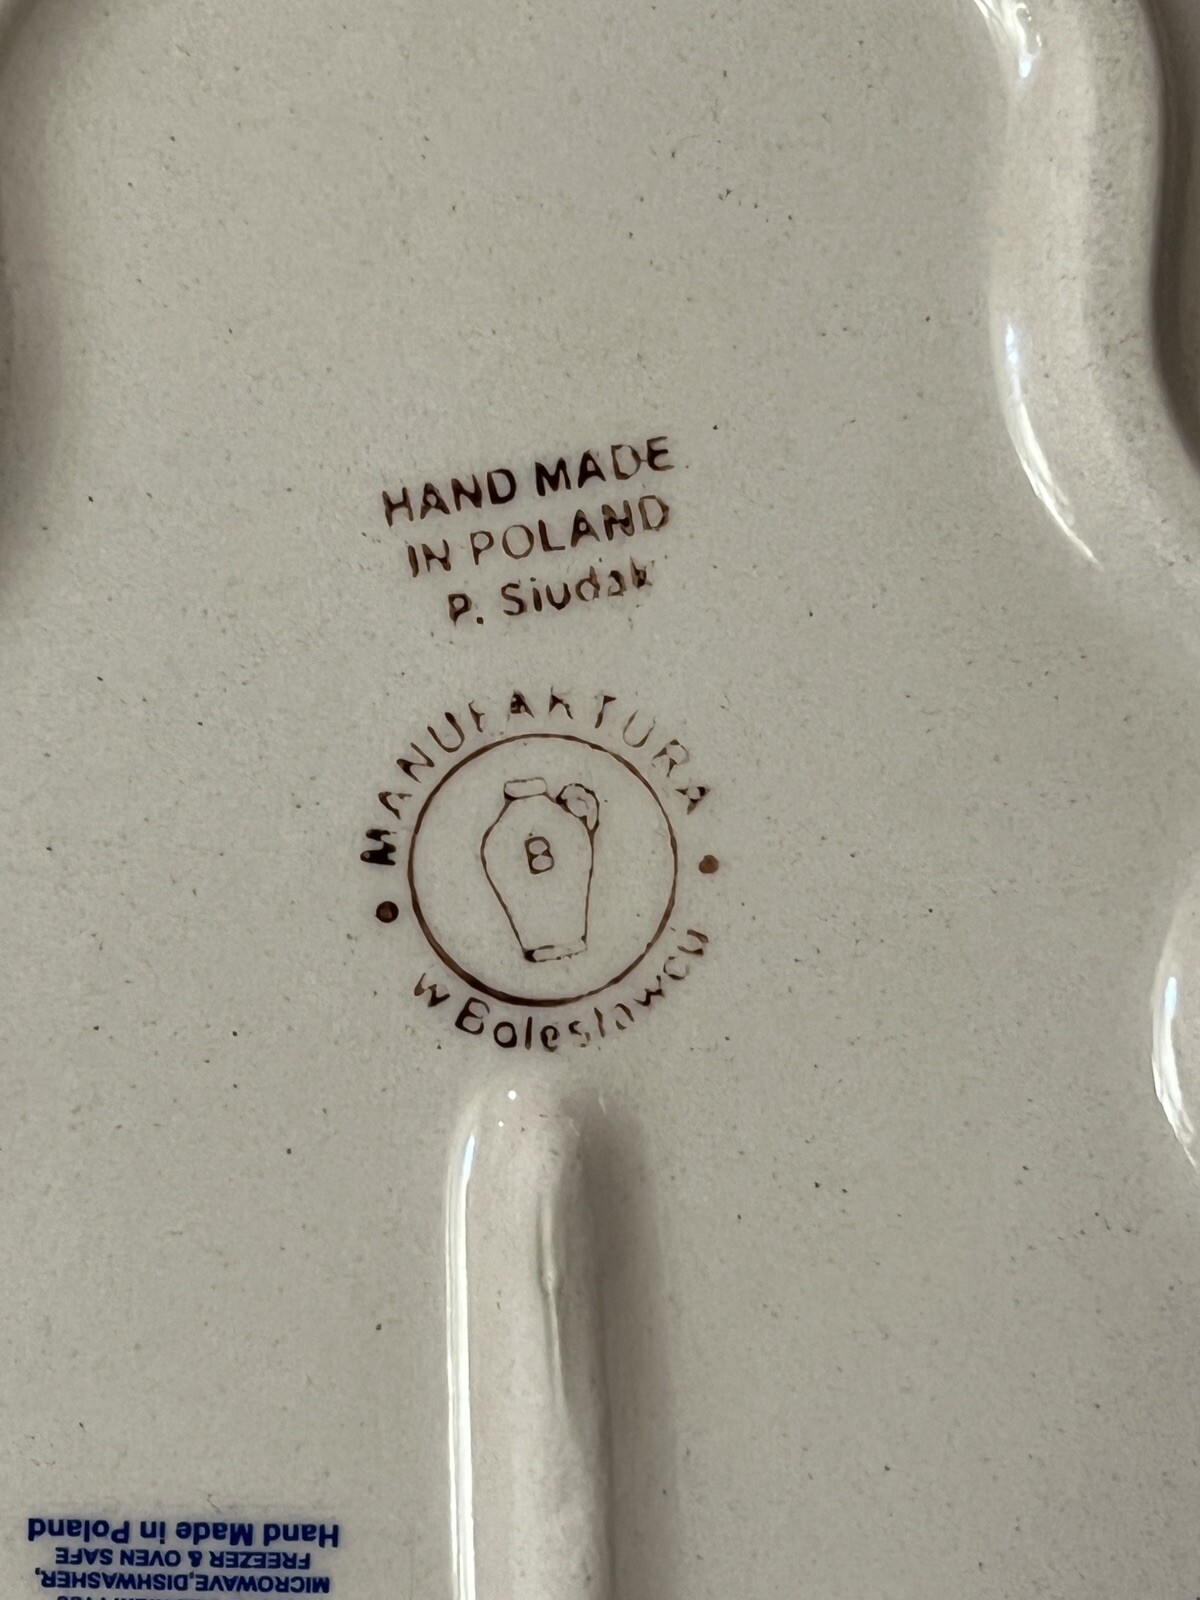 HAND MADE
IN POLAND
P. Siudak
MANUFAKTURA
B
w Bolesławcu
MICROWAVE,DISHWASHER,
FREEZER & OVEN SAFE
Hand Made in Poland